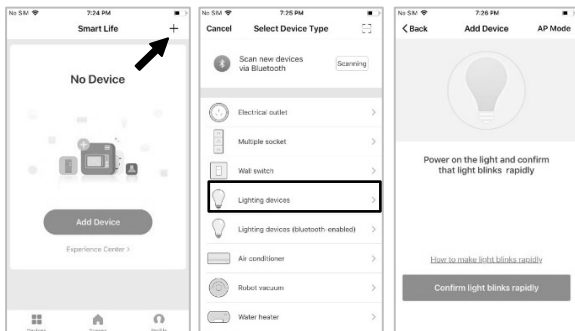 No SIM 7:24 PM
Smart Life
No Device
Add Device
Experience Center >
Profile
No SIM 7:25 PM
Cancel Select Device Type
Scan new devices
via Bluetooth
Scanning
Electrical outlet
Multiple socket
Wall switch
Lighting devices
Lighting devices (bluetooth-enabled)
Air conditioner
Robot vacuum
Water heater
No SIM 7:26 PM
< Back Add Device AP Mode
Power on the light and confirm
that light blinks rapidly
How to make light blinks rapidly
Confirm light blinks rapidly